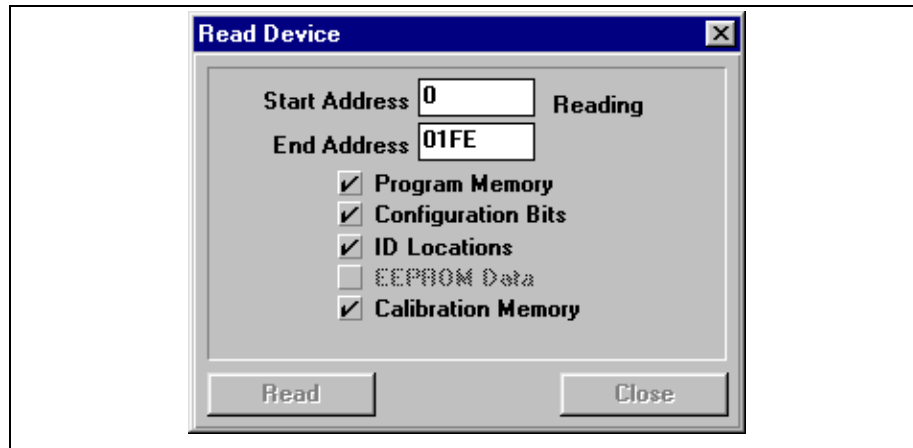 Read Device
Start Address 0 Reading
End Address 01FE
Program Memory
Configuration Bits
ID Locations
EEPROM Data
Calibration Memory
Read Close